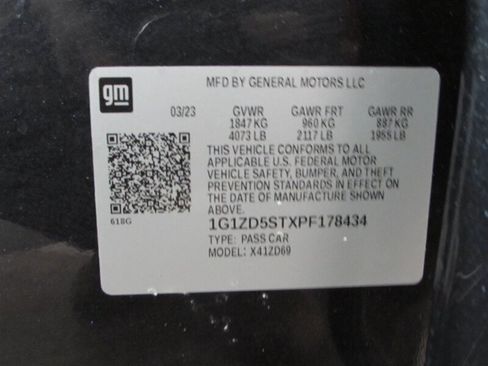 gm
MFD BY GENERAL MOTORS LLC
03/23 GVWR GAWR FRT GAWR RR
1847 KG 960 KG 887 KG
4073 LB 2117 LB 1955 LB
THIS VEHICLE CONFORMS TO ALL
APPLICABLE U.S. FEDERAL MOTOR
VEHICLE SAFETY, BUMPER, AND THEFT
PREVENTION STANDARDS IN EFFECT ON
THE DATE OF MANUFACTURE SHOWN
ABOVE.
618G
1G1ZD5STXPF178434
TYPE: PASS CAR
MODEL: X41ZD69